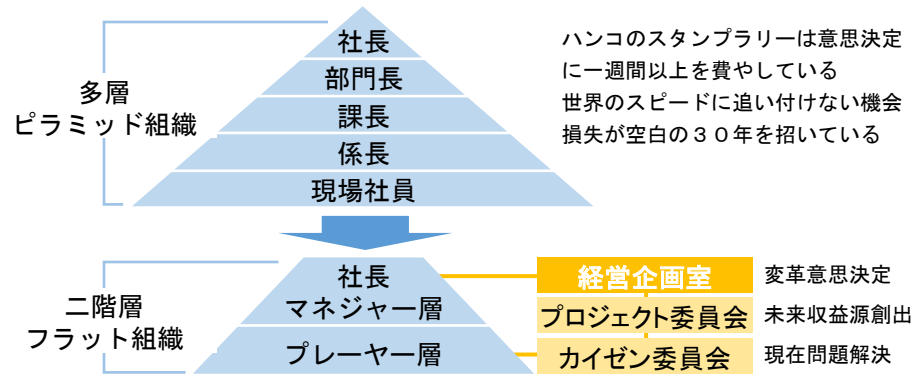 社長
部門長
課長
係長
現場社員
多層
ピラミッド組織
ハンコのスタンプラリーは意思決定
に一週間以上を費やしている
世界のスピードに追い付けない機会
損失が空白の３０年を招いている
社長
マネジャー層
プレーヤー層
二階層
フラット組織
経営企画室
変革意思決定
プロジェクト委員会
未来収益源創出
カイゼン委員会
現在問題解決